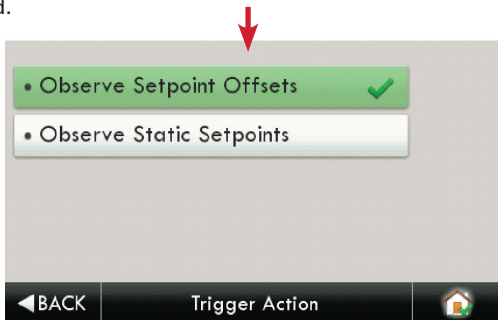 d.
• Observe Setpoint Offsets
• Observe Static Setpoints
BACK Trigger Action